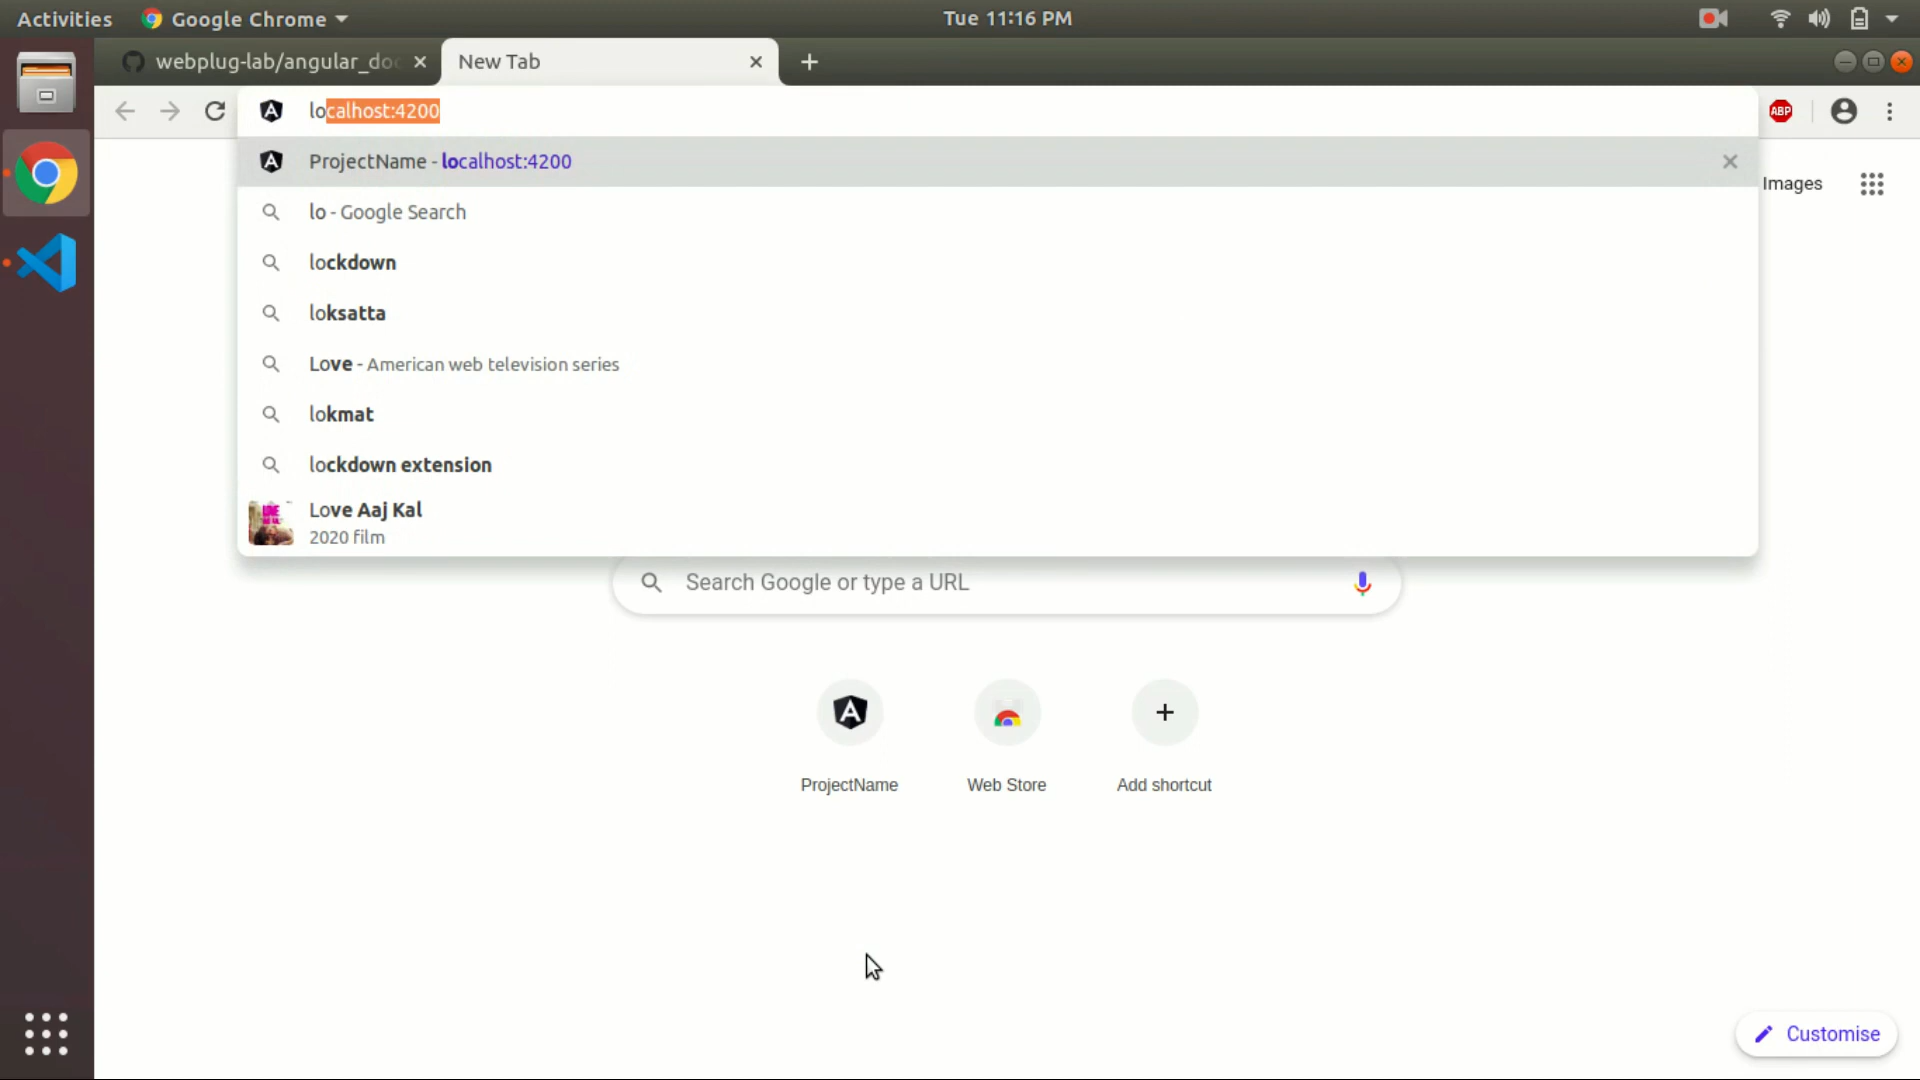 Activities
Google Chrome
Tue 11:16 PM
webplug-lab/angular_doc
New Tab
localhost:4200
ABP
ProjectName - localhost:4200
lo - Google Search
lockdown
loksatta
Love - American web television series
lokmat
lockdown extension
Love Aaj Kal
2020 film
Images
Search Google or type a URL
ProjectName
Web Store
Add shortcut
Customise